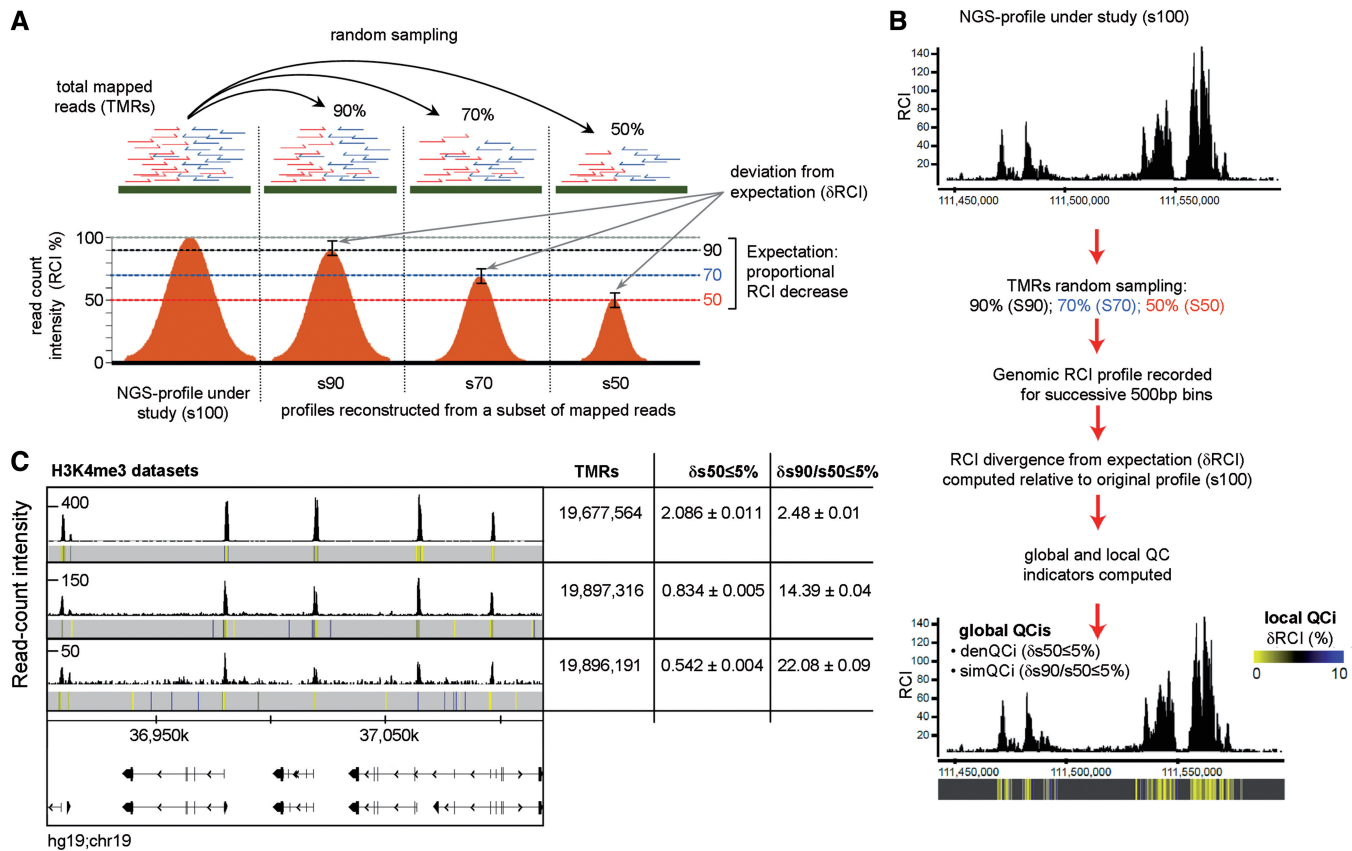 A
random sampling
total mapped
reads (TMRs)
90%
70%
50%
deviation from
expectation (δRCI)
read count
intensity (RCI %)
100
50
0
90
70
50
Expectation:
proportional
RCI decrease
NGS-profile under
study (s100)
s90
s70
s50
profiles reconstructed from a subset of mapped reads
B
NGS-profile under study (s100)
RCI
140
120
100
80
60
40
20
111,450,000
111,500,000
111,550,000
TMRs random sampling:
90% (S90); 70% (S70); 50% (S50)
Genomic RCI profile recorded
for successive 500bp bins
RCI divergence from expectation (δRCI)
computed relative to original profile (s100)
global and local QC
indicators computed
global QCis
• denQCi (δs50≤5%)
• simQCi (δs90/s50≤5%)
local QCi
δRCI (%)
0
10
RCI
140
120
100
80
60
40
20
111,450,000
111,500,000
111,550,000
C
H3K4me3 datasets
TMRs
δs50≤5%
δs90/s50≤5%
Read-count intensity
400
19,677,564
2.086 ± 0.011
2.48 ± 0.01
150
19,897,316
0.834 ± 0.005
14.39 ± 0.04
50
19,896,191
0.542 ± 0.004
22.08 ± 0.09
36,950k
37,050k
hg19;chr19